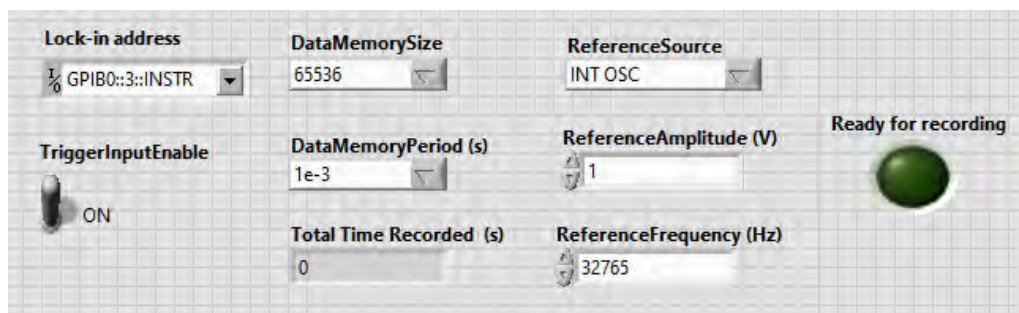 Lock-in address
GPIB0::3::INSTR
TriggerInputEnable
ON
DataMemorySize
65536
DataMemoryPeriod (s)
1e-3
Total Time Recorded (s)
0
ReferenceSource
INT OSC
ReferenceAmplitude (V)
1
ReferenceFrequency (Hz)
32765
Ready for recording